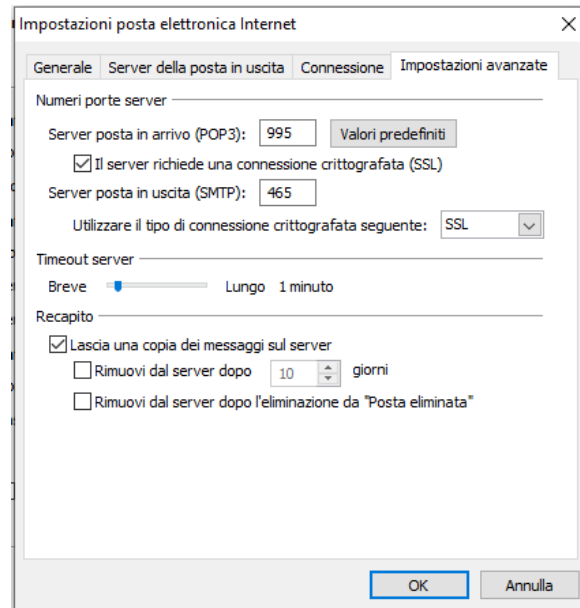 Impostazioni posta elettronica Internet
Generale Server della posta in uscita Connessione Impostazioni avanzate
Numeri porte server
Server posta in arrivo (POP3): 995 Valori predefiniti
Il server richiede una connessione crittografata (SSL)
Server posta in uscita (SMTP): 465
Utilizzare il tipo di connessione crittografata seguente: SSL
Timeout server
Breve Lungo 1 minuto
Recapito
Lascia una copia dei messaggi sul server
Rimuovi dal server dopo 10 giorni
Rimuovi dal server dopo l'eliminazione da "Posta eliminata"
OK Annulla